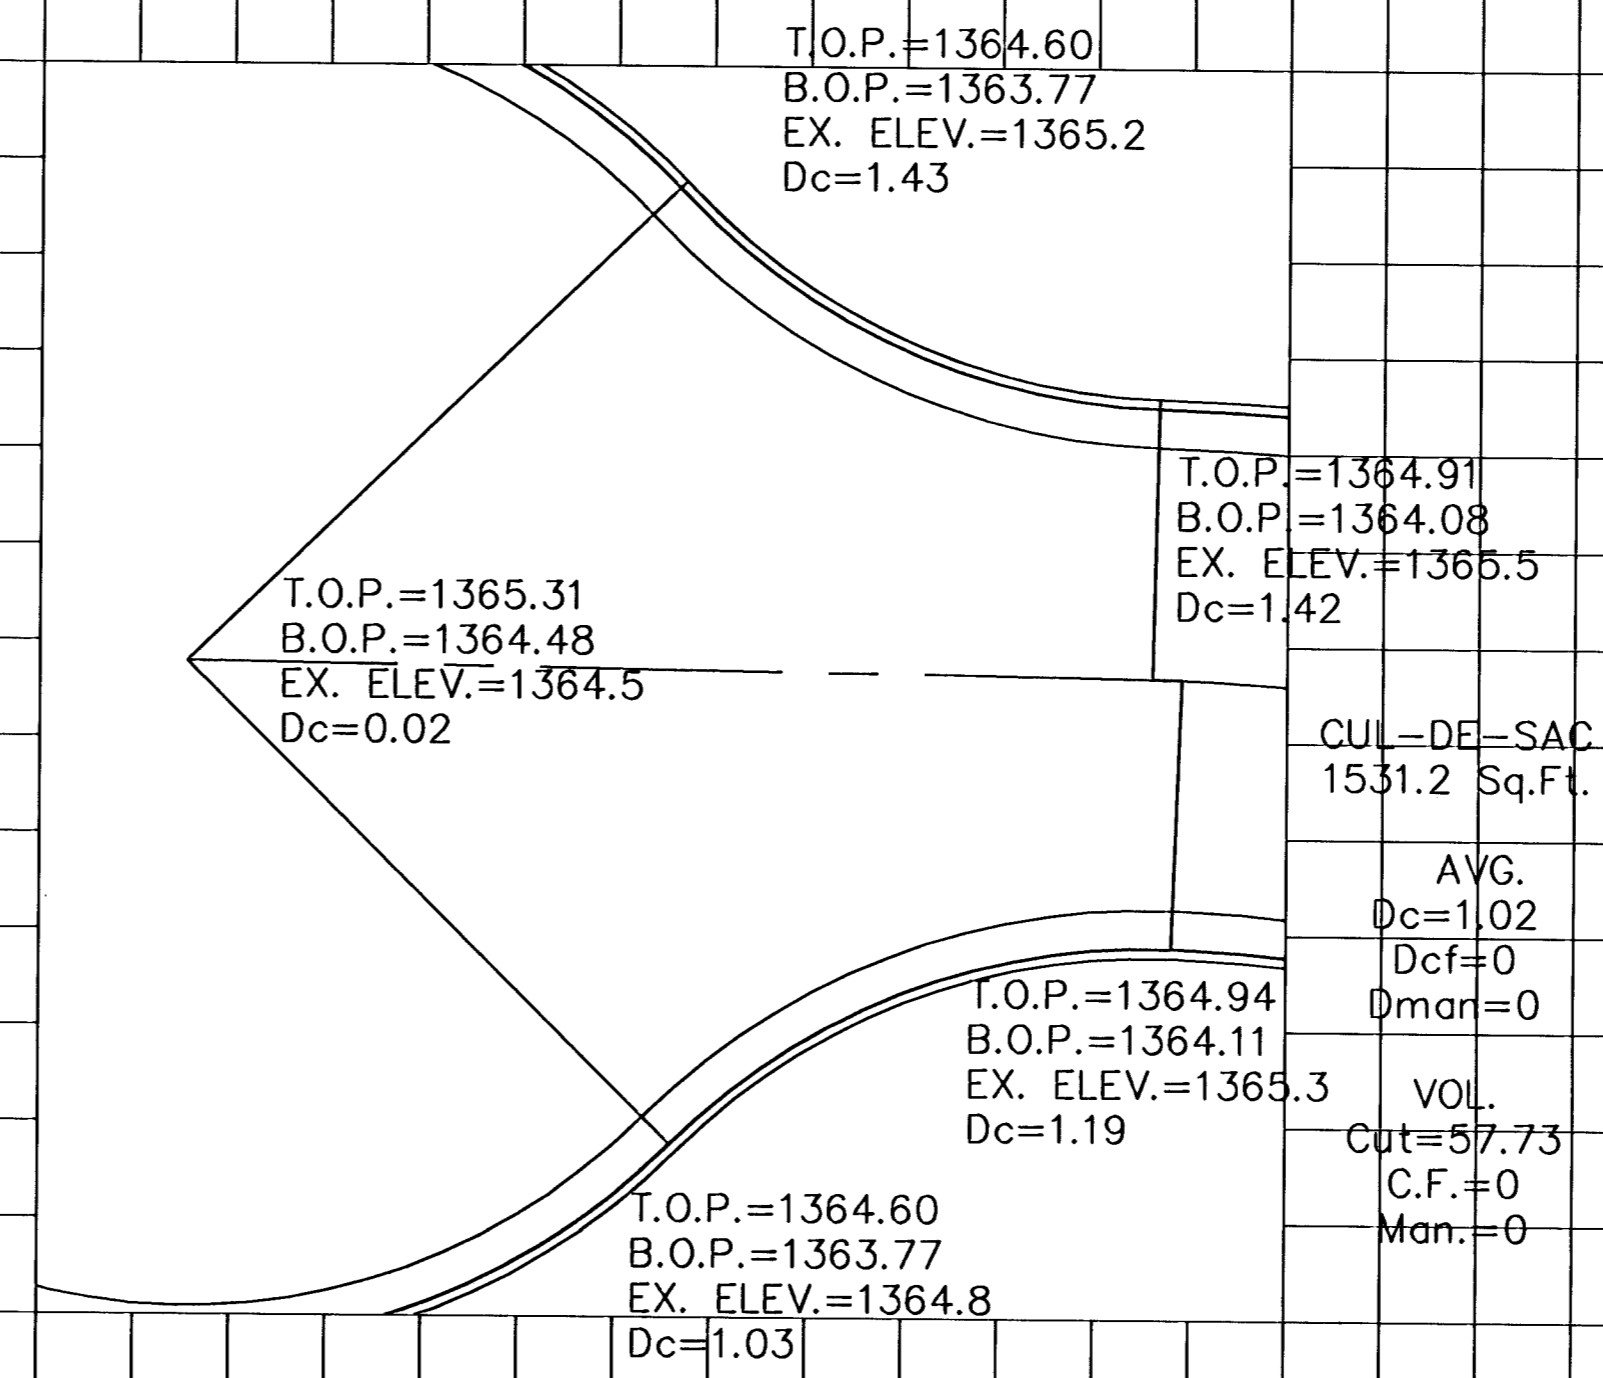 T.O.P.=1364.60
B.O.P.=1363.77
EX. ELEV.=1365.2
Dc=1.43
T.O.P.=1364.91
B.O.P.=1364.08
EX. ELEV.=1365.5
Dc=1.42
T.O.P.=1365.31
B.O.P.=1364.48
EX. ELEV.=1364.5
Dc=0.02
CUL-DE-SAC
1531.2 Sq.Ft.
AVG.
Dc=1.02
Dcf=0
Dman=0
T.O.P.=1364.94
B.O.P.=1364.11
EX. ELEV.=1365.3
Dc=1.19
VOL.
Cut=57.73
C.F.=0
Man.=0
T.O.P.=1364.60
B.O.P.=1363.77
EX. ELEV.=1364.8
Dc=1.03